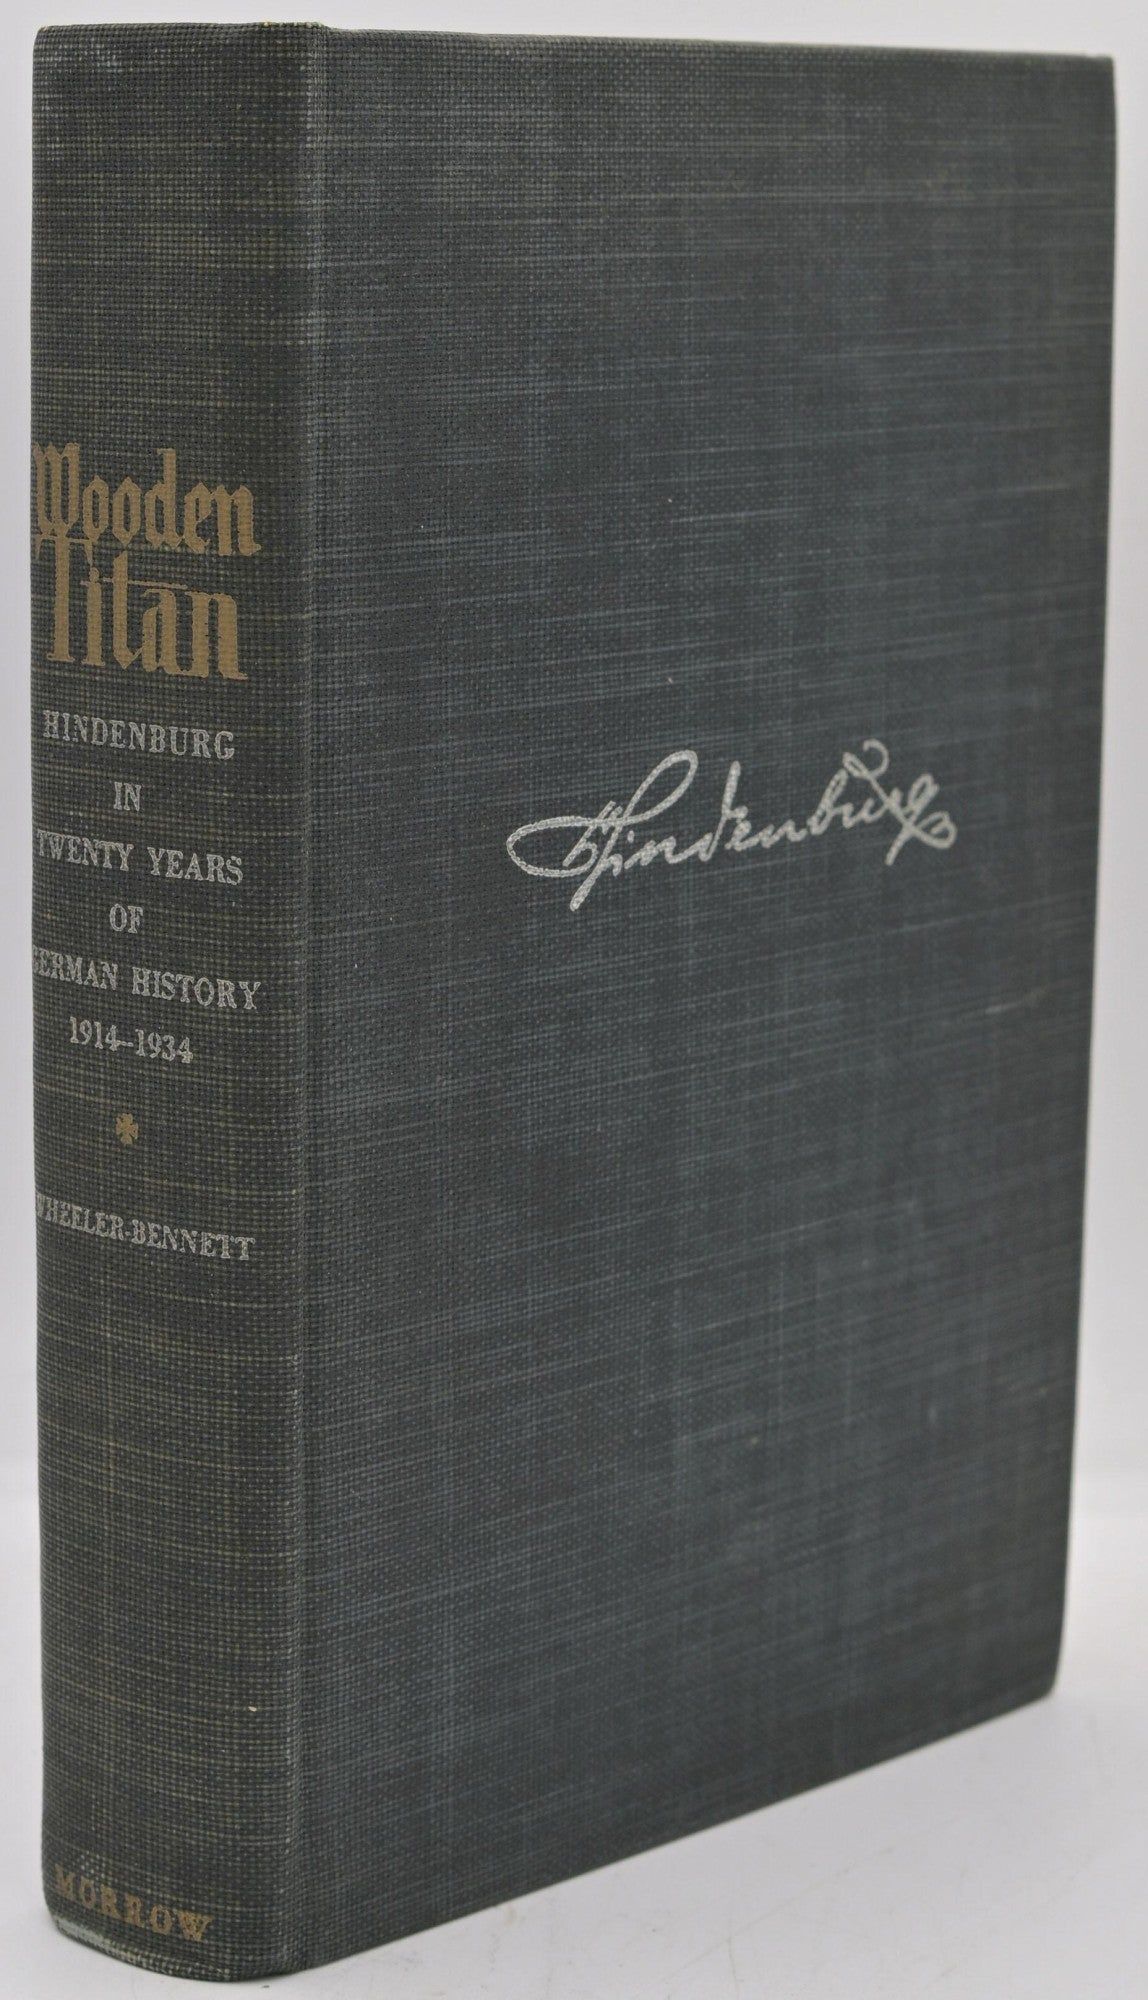 Wooden
Titan
HINDENBURG
IN
TWENTY YEARS
OF
GERMAN HISTORY
1914–1934
WHEELER-BENNETT
MORROW
Hindenburg